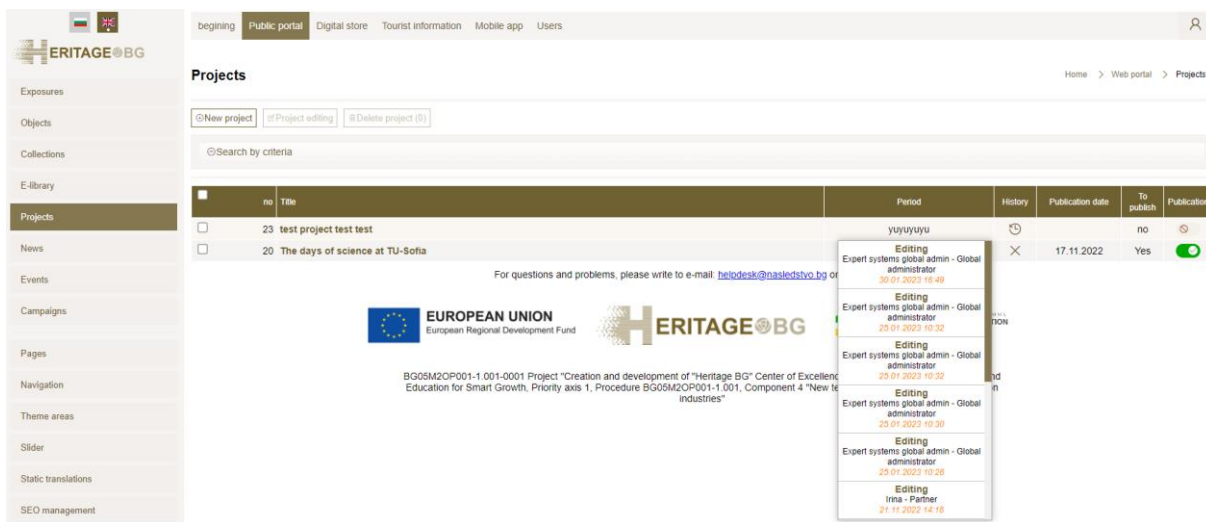 begining Public portal Digital store Tourist information Mobile app Users
HERITAGE BG
Projects
Home > Web portal > Projects
Exposures
Objects
Collections
E-library
Projects
News
Events
Campaigns
Pages
Navigation
Theme areas
Slider
Static translations
SEO management
New project Project editing Delete project (0)
Search by criteria
no Title Period History Publication date To publish Publication
23 test project test test yuyuyuyu no
20 The days of science at TU-Sofia 17.11.2022 Yes
For questions and problems, please write to e-mail: helpdesk@nasledstvo.bg or
EUROPEAN UNION
European Regional Development Fund
HERITAGE BG
BG05M2OP001-1.001-0001 Project "Creation and development of "Heritage BG" Center of Excellenc
Education for Smart Growth, Priority axis 1, Procedure BG05M2OP001-1.001, Component 4 "New te
industries"
Editing
Expert systems global admin - Global
administrator
30.01.2023 16:49
Editing
Expert systems global admin - Global
administrator
25.01.2023 10:32
Editing
Expert systems global admin - Global
administrator
25.01.2023 10:32
Editing
Expert systems global admin - Global
administrator
25.01.2023 10:30
Editing
Expert systems global admin - Global
administrator
25.01.2023 10:28
Editing
Irina - Partner
21.11.2022 14:18